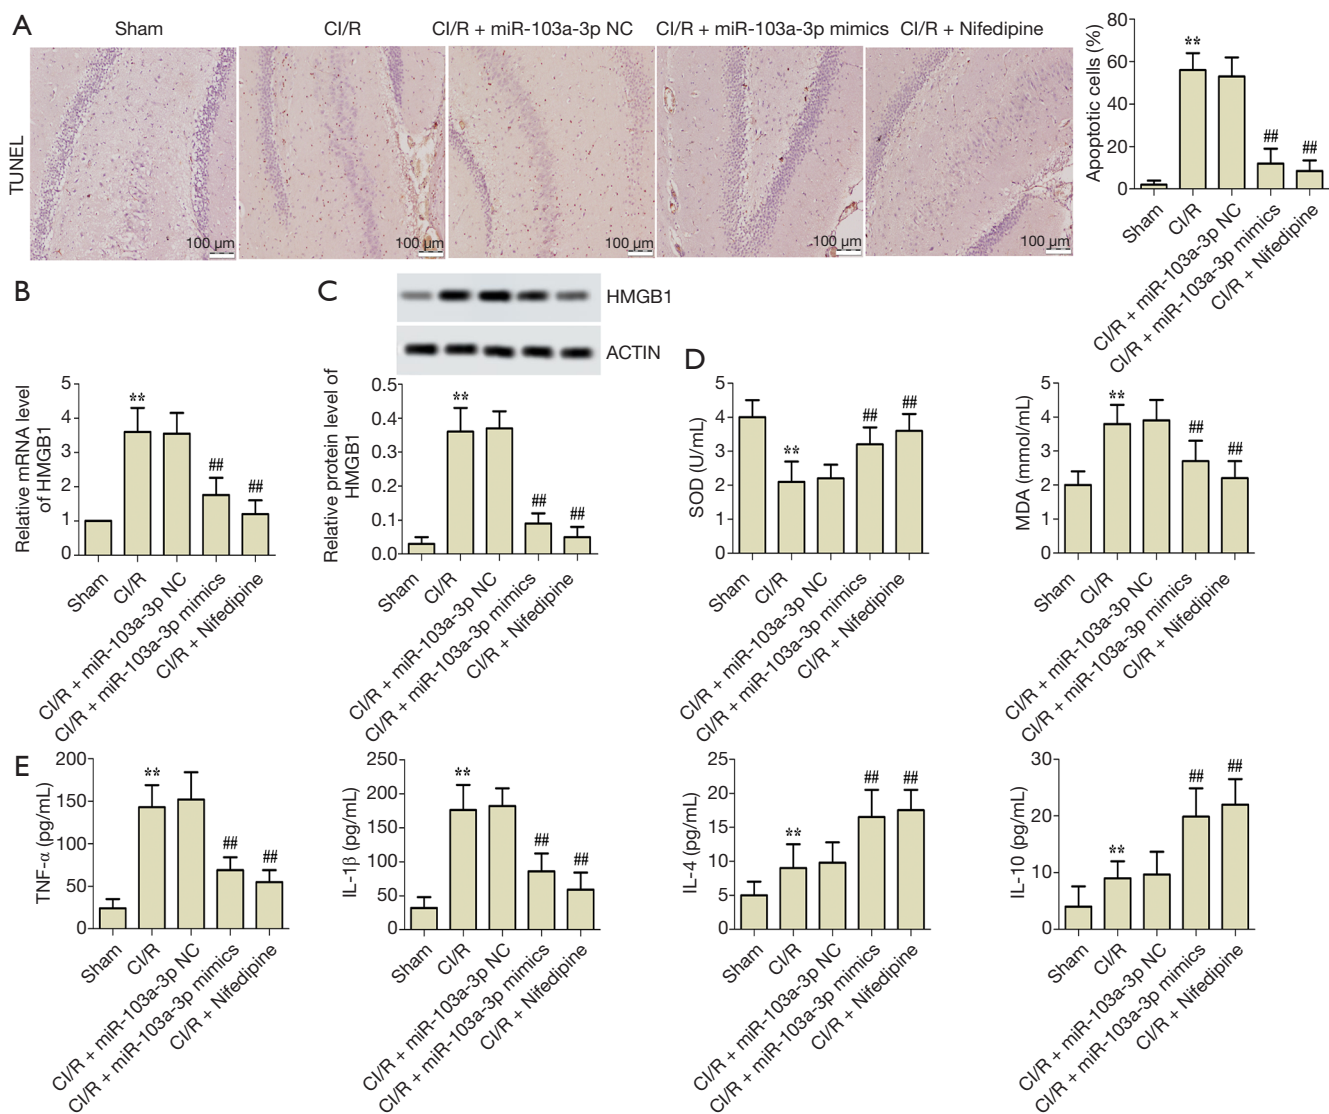 A
Sham
CI/R
CI/R + miR-103a-3p NC
CI/R + miR-103a-3p mimics
CI/R + Nifedipine
TUNEL
100 μm
100 μm
100 μm
100 μm
100 μm
Apoptotic cells (%)
80
60
40
20
0
**
##
##
Sham
CI/R
CI/R + miR-103a-3p NC
CI/R + miR-103a-3p mimics
CI/R + Nifedipine
B
Relative mRNA level
of HMGB1
5
4
3
2
1
0
**
##
##
Sham
CI/R
CI/R + miR-103a-3p NC
CI/R + miR-103a-3p mimics
CI/R + Nifedipine
C
HMGB1
ACTIN
Relative protein level of
HMGB1
0.5
0.4
0.3
0.2
0.1
0.0
**
##
##
Sham
CI/R
CI/R + miR-103a-3p NC
CI/R + miR-103a-3p mimics
CI/R + Nifedipine
D
SOD (U/mL)
5
4
3
2
1
0
**
##
##
Sham
CI/R
CI/R + miR-103a-3p NC
CI/R + miR-103a-3p mimics
CI/R + Nifedipine
MDA (mmol/mL)
5
4
3
2
1
0
**
##
##
Sham
CI/R
CI/R + miR-103a-3p NC
CI/R + miR-103a-3p mimics
CI/R + Nifedipine
E
TNF-α (pg/mL)
200
150
100
50
0
**
##
##
Sham
CI/R
CI/R + miR-103a-3p NC
CI/R + miR-103a-3p mimics
CI/R + Nifedipine
IL-1β (pg/mL)
250
200
150
100
50
0
**
##
##
Sham
CI/R
CI/R + miR-103a-3p NC
CI/R + miR-103a-3p mimics
CI/R + Nifedipine
IL-4 (pg/mL)
25
20
15
10
5
0
**
##
##
Sham
CI/R
CI/R + miR-103a-3p NC
CI/R + miR-103a-3p mimics
CI/R + Nifedipine
IL-10 (pg/mL)
30
20
10
0
**
##
##
Sham
CI/R
CI/R + miR-103a-3p NC
CI/R + miR-103a-3p mimics
CI/R + Nifedipine